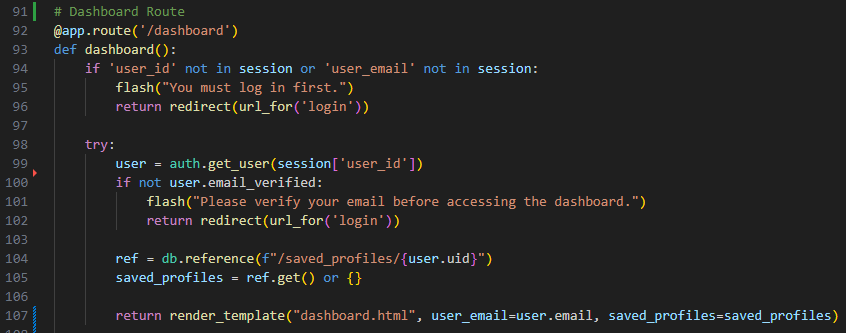 91 # Dashboard Route
92 @app.route('/dashboard')
93 def dashboard():
94     if 'user_id' not in session or 'user_email' not in session:
95         flash("You must log in first.")
96         return redirect(url_for('login'))
97
98     try:
99         user = auth.get_user(session['user_id'])
100         if not user.email_verified:
101             flash("Please verify your email before accessing the dashboard.")
102             return redirect(url_for('login'))
103
104         ref = db.reference(f"/saved_profiles/{user.uid}")
105         saved_profiles = ref.get() or {}
106
107         return render_template("dashboard.html", user_email=user.email, saved_profiles=saved_profiles)